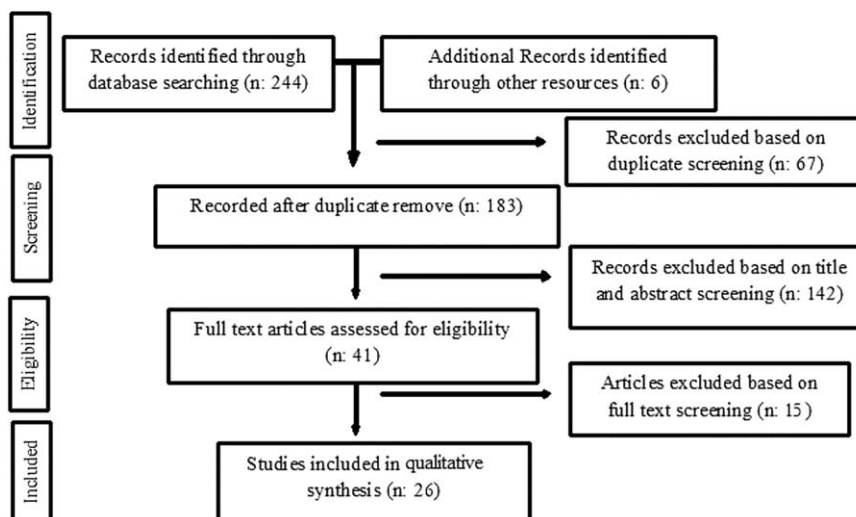 Identification
Records identified through
database searching (n: 244)
Additional Records identified
through other resources (n: 6)
Records excluded based on
duplicate screening (n: 67)
Screening
Recorded after duplicate remove (n: 183)
Records excluded based on title
and abstract screening (n: 142)
Eligibility
Full text articles assessed for eligibility
(n: 41)
Articles excluded based on
full text screening (n: 15)
Included
Studies included in qualitative
synthesis (n: 26)